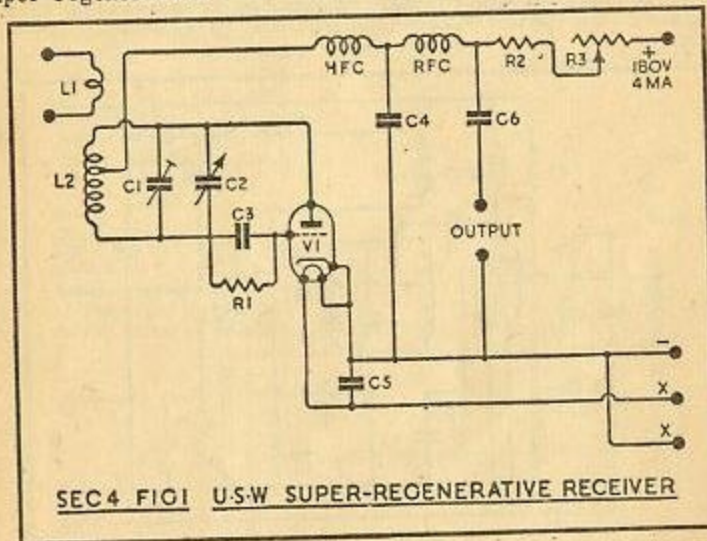 L1
HFC
RFC
R2
R3
+
180V
4MA
C4
C6
L2
C1
C2
C3
V1
OUTPUT
R1
C5
-
X
X
SEC4 FIG1 U·S·W SUPER-REGENERATIVE RECEIVER